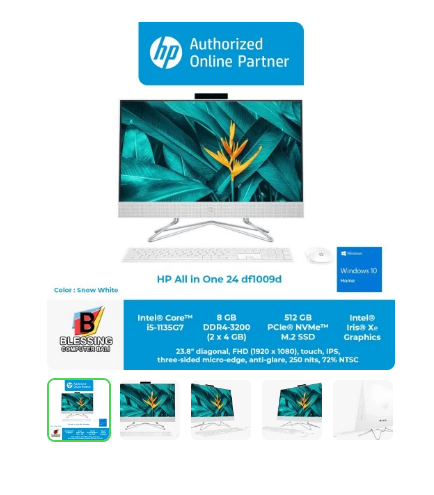 hp
Authorized
Online Partner
Windows
Windows 10
Home
HP All in One 24 df1009d
Color : Snow White
B
BLESSING
COMPUTER BALI
Intel® Core™
i5-1135G7
8 GB
DDR4-3200
(2 x 4 GB)
512 GB
PCIe® NVMe™
M.2 SSD
Intel®
Iris® Xe
Graphics
23.8" diagonal, FHD (1920 x 1080), touch, IPS,
three-sided micro-edge, anti-glare, 250 nits, 72% NTSC